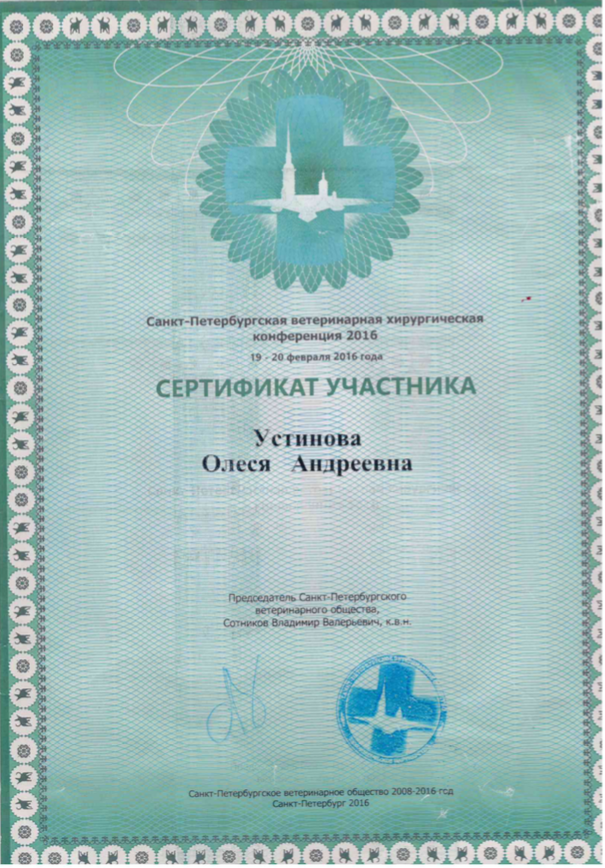 Санкт-Петербургская ветеринарная хирургическая
конференция 2016
19 - 20 февраля 2016 года
СЕРТИФИКАТ УЧАСТНИКА
Устинова
Олеся Андреевна
Председатель Санкт-Петербургского
ветеринарного общества,
Сотников Владимир Валерьевич, к.в.н.
Санкт-Петербургское ветеринарное общество 2008-2016 год
Санкт-Петербург 2016